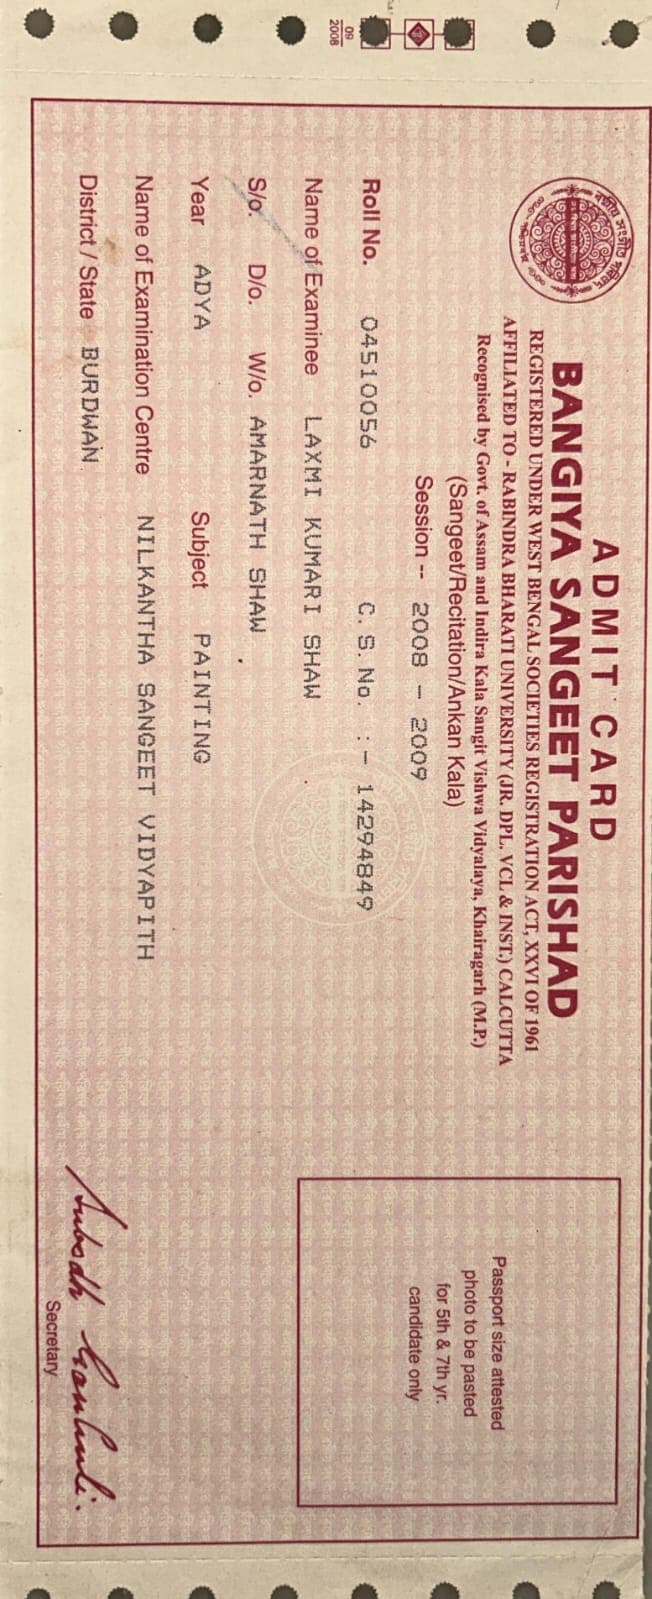 ADMIT CARD
BANGIYA SANGEET PARISHAD
REGISTERED UNDER WEST BENGAL SOCIETIES REGISTRATION ACT, XXVI OF 1961
AFFILIATED TO - RABINDRA BHARATI UNIVERSITY (JR. DPL. VCL & INST.) CALCUTTA
Recognised by Govt. of Assam and Indira Kala Sangit Vishwa Vidyalaya, Khairagarh (M.P.)
(Sangeet/Recitation/Ankan Kala)
Session -- 2008 - 2009
Roll No. 04510056 C. S. No. :- 14294849
Name of Examinee LAXMI KUMARI SHAW
S/o. D/o. W/o. AMARNATH SHAW
Year ADYA Subject PAINTING
Name of Examination Centre NILKANTHA SANGEET VIDYAPITH
District / State BURDWAN
Passport size attested
photo to be pasted
for 5th & 7th yr.
candidate only
Subodh Ganguli.
Secretary
09
2008